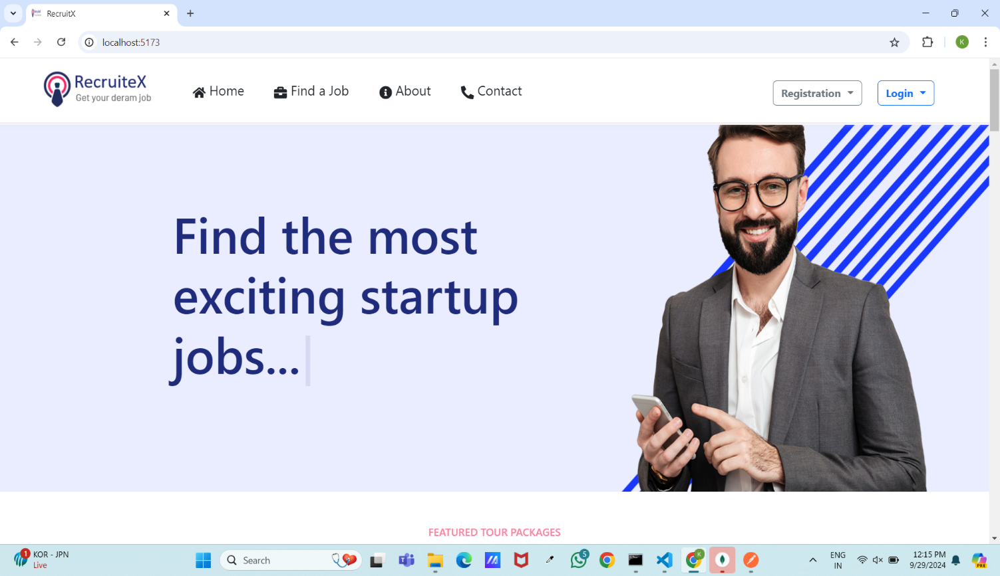 RecruitX
localhost:5173
K
RecruiteX
Get your deram job
Home
Find a Job
About
Contact
Registration
Login
Find the most
exciting startup
jobs...
FEATURED TOUR PACKAGES
1
KOR - JPN
Live
Search
5
K
ENG
IN
12:15 PM
9/29/2024
PRE